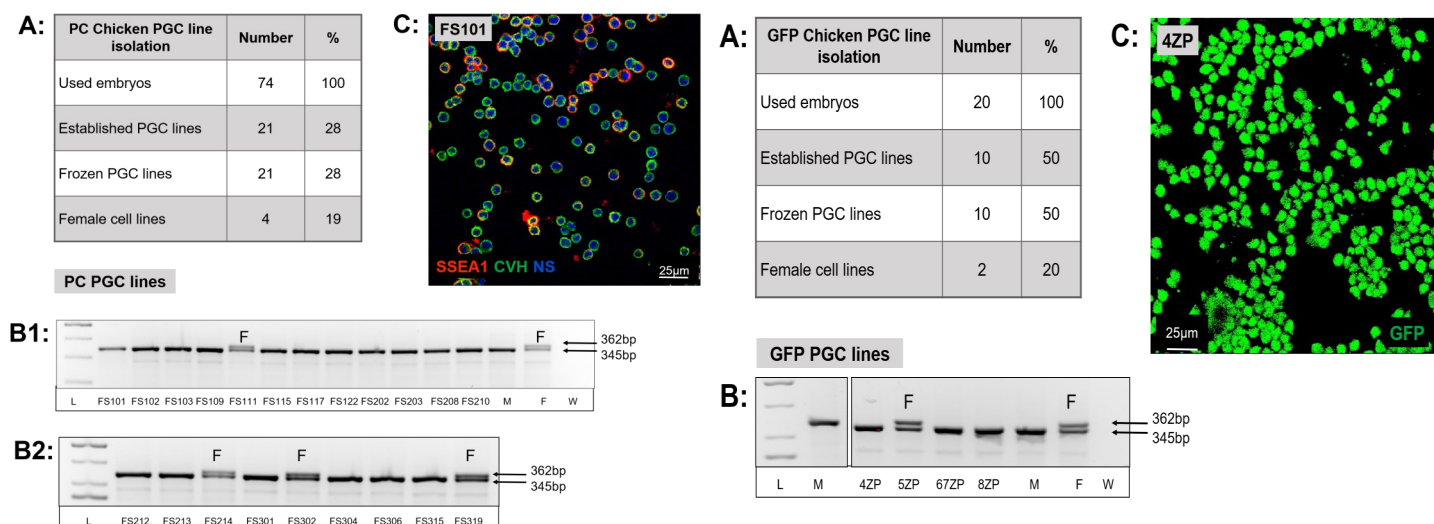 A:
PC Chicken PGC line isolation Number %
Used embryos 74 100
Established PGC lines 21 28
Frozen PGC lines 21 28
Female cell lines 4 19
C:
FS101
SSEA1 CVH NS
25µm
PC PGC lines
B1:
F F
362bp
345bp
L FS101 FS102 FS103 FS109 FS111 FS115 FS117 FS122 FS202 FS203 FS208 FS210 M F W
B2:
F F F
362bp
345bp
L FS212 FS213 FS214 FS301 FS302 FS304 FS306 FS315 FS319
A:
GFP Chicken PGC line isolation Number %
Used embryos 20 100
Established PGC lines 10 50
Frozen PGC lines 10 50
Female cell lines 2 20
C:
4ZP
25µm
GFP
GFP PGC lines
B:
F F
362bp
345bp
L M 4ZP 5ZP 67ZP 8ZP M F W